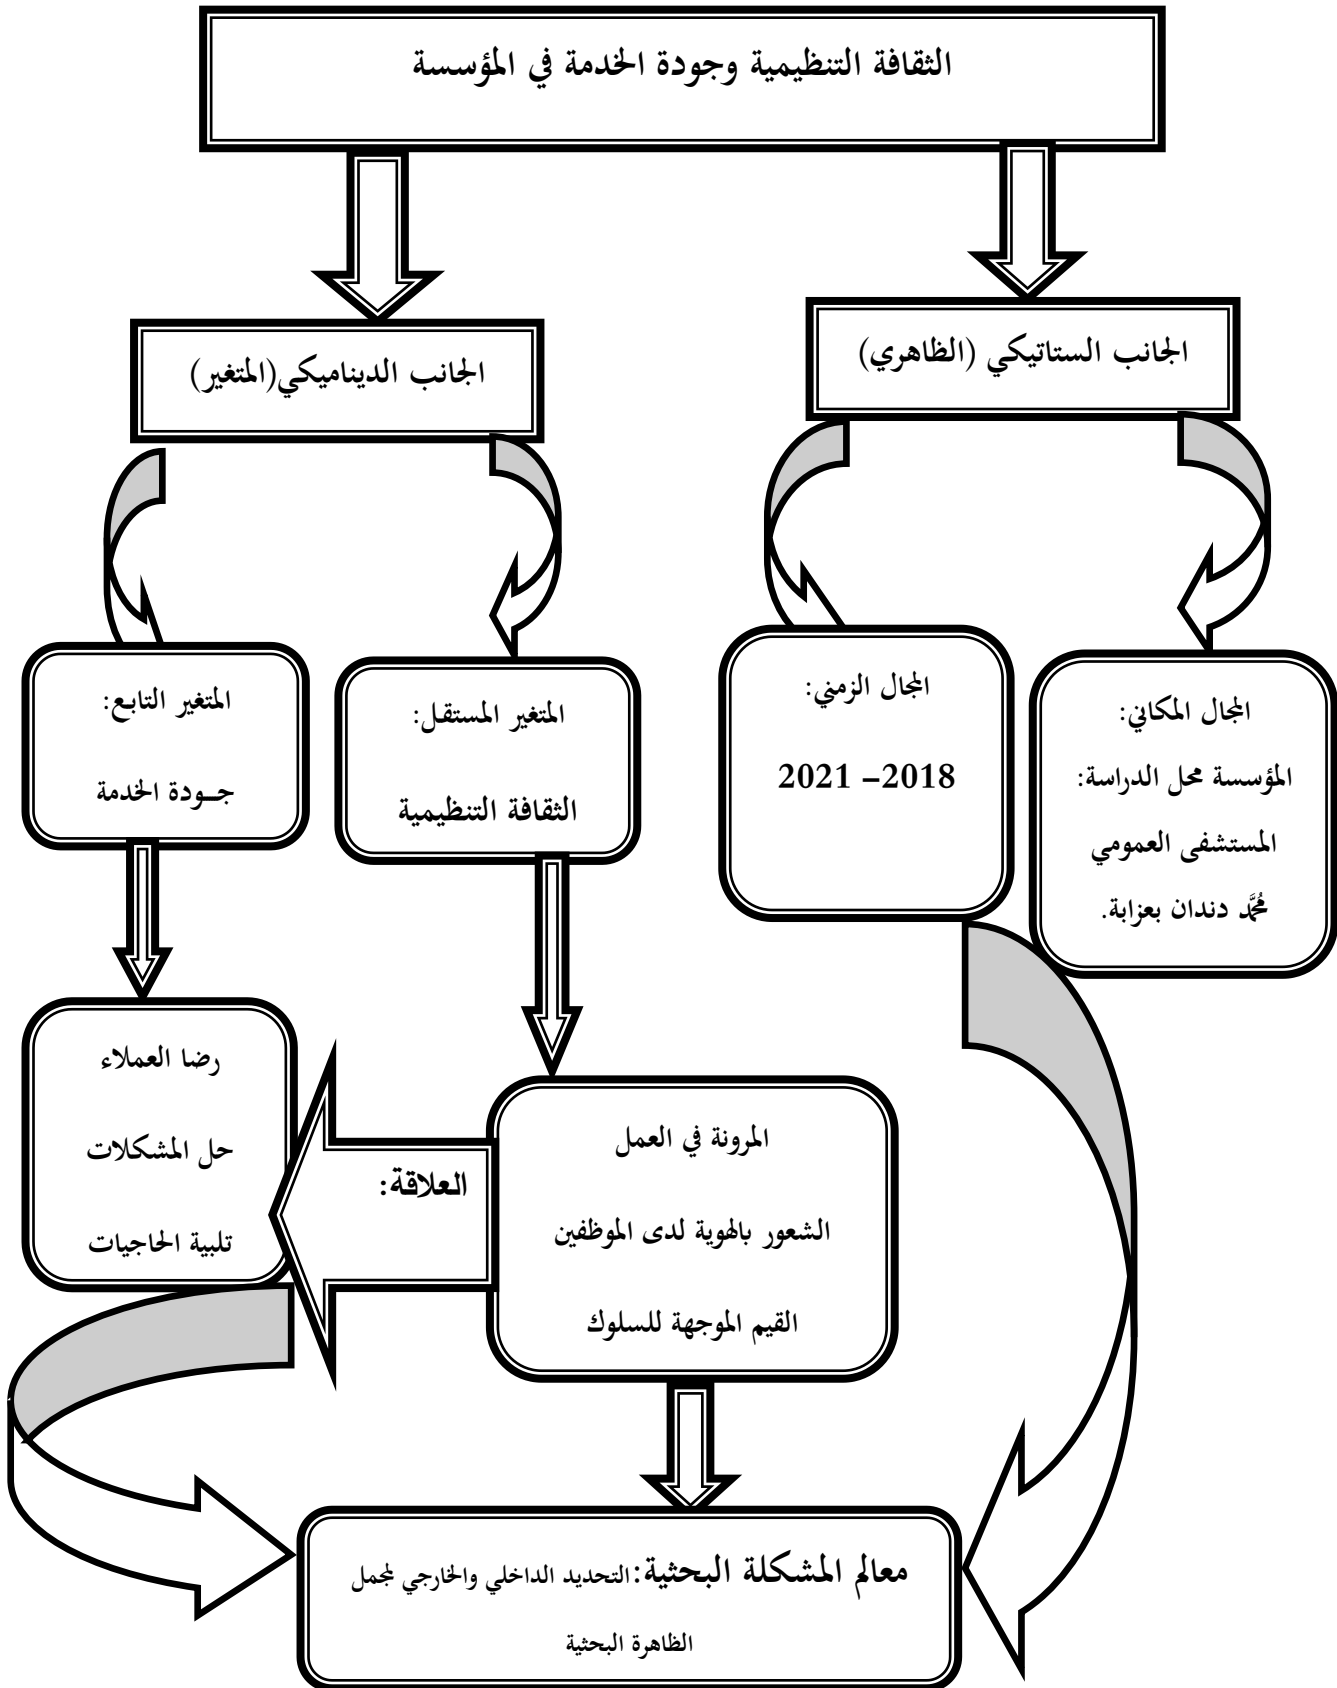 الثقافة التنظيمية وجودة الخدمة في المؤسسة
الجانب الستاتيكي (الظاهري)
الجانب الديناميكي(المتغير)
المجال المكاني:
المؤسسة محل الدراسة:
المستشفى العمومي
محمَّد دندان بعزابة.
المجال الزمني:
2018– 2021
المتغير المستقل:
الثقافة التنظيمية
المتغير التابع:
جـودة الخدمة
المرونة في العمل
الشعور بالهوية لدى الموظفين
القيم الموجهة للسلوك
العلاقة:
رضا العملاء
حل المشكلات
تلبية الحاجيات
معالم المشكلة البحثية:التحديد الداخلي والخارجي لمجمل
الظاهرة البحثية